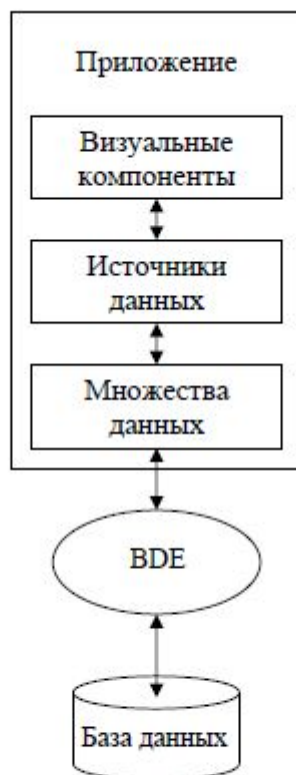 Приложение
Визуальные
компоненты
Источники
данных
Множества
данных
BDE
База данных